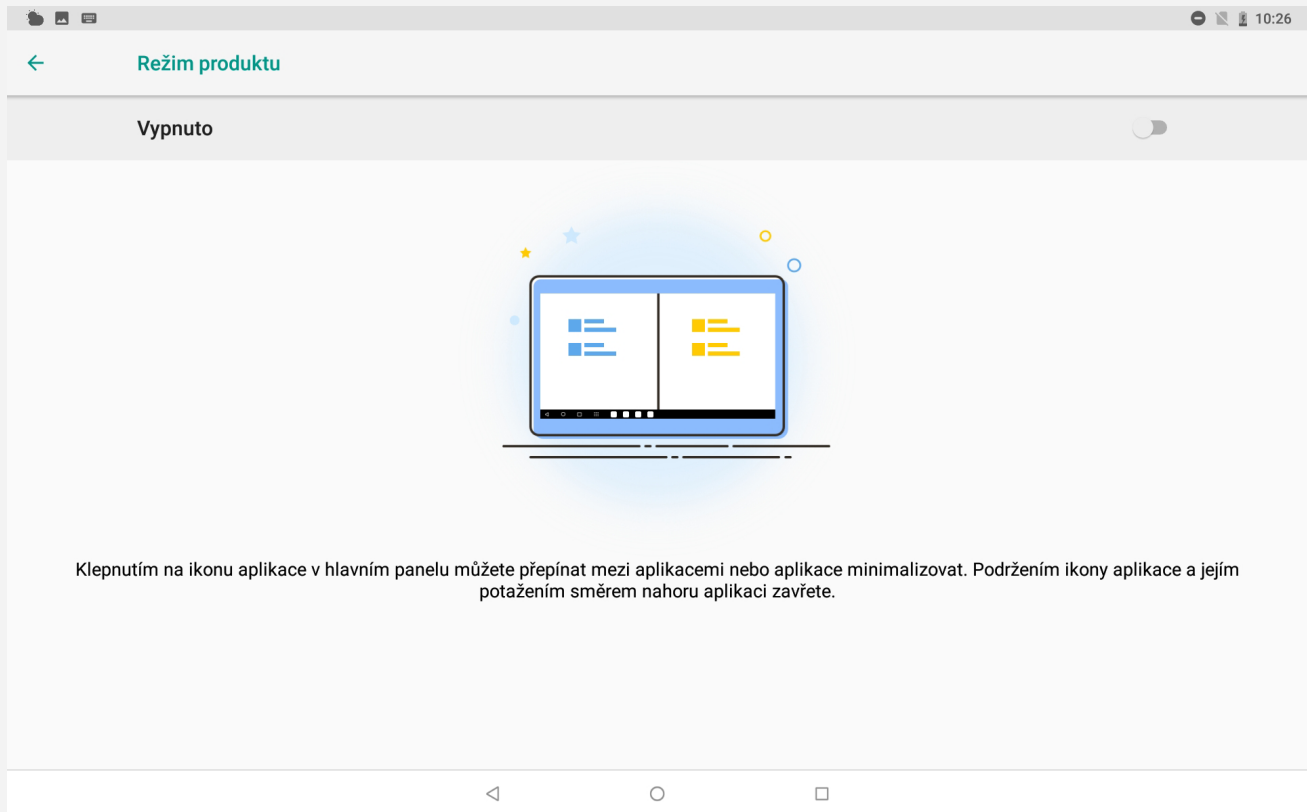 10:26
Režim produktu
Vypnuto
Klepnutím na ikonu aplikace v hlavním panelu můžete přepínat mezi aplikacemi nebo aplikace minimalizovat. Podržením ikony aplikace a jejím
potažením směrem nahoru aplikaci zavřete.